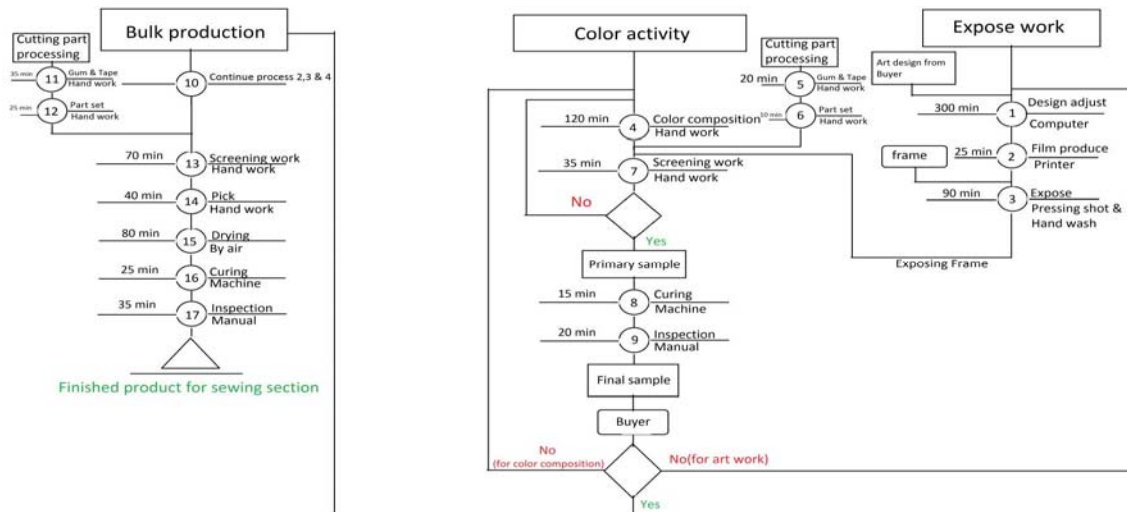 Bulk production
Cutting part
processing
35 min
11
Gum & Tape
Hand work
10
Continue process 2,3 & 4
25 min
12
Part set
Hand work
70 min
13
Screening work
Hand work
40 min
14
Pick
Hand work
80 min
15
Drying
By air
25 min
16
Curing
Machine
35 min
17
Inspection
Manual
Finished product for sewing section
Color activity
Cutting part
processing
20 min
5
Gum & Tape
Hand work
10 min
6
Part set
Hand work
120 min
4
Color composition
Hand work
35 min
7
Screening work
Hand work
No
Yes
Primary sample
15 min
8
Curing
Machine
20 min
9
Inspection
Manual
Final sample
Buyer
No
(for color composition)
No(for art work)
Yes
Expose work
Art design from
Buyer
300 min
1
Design adjust
Computer
frame
25 min
2
Film produce
Printer
90 min
3
Expose
Pressing shot &
Hand wash
Exposing Frame